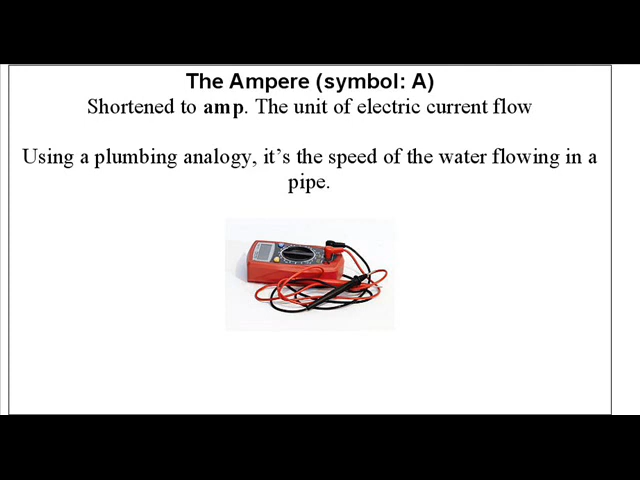 The Ampere (symbol: A)
Shortened to amp. The unit of electric current flow
Using a plumbing analogy, it’s the speed of the water flowing in a
pipe.